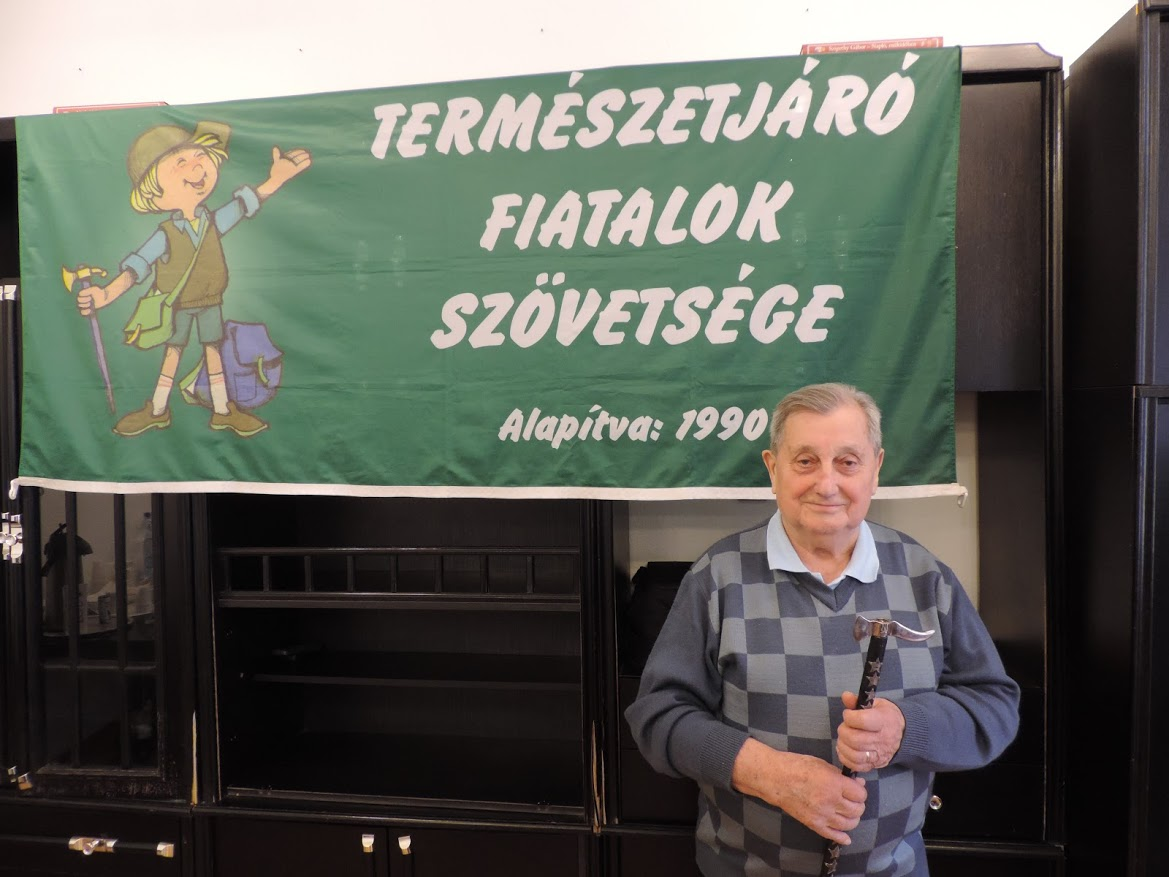 TERMÉSZETJÁRÓ
FIATALOK
SZÖVETSÉGE
Alapítva: 1990